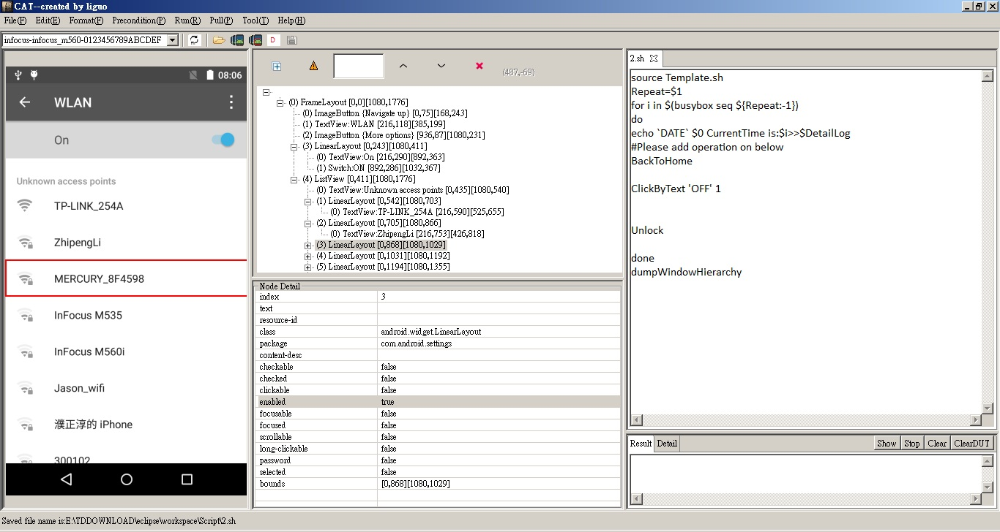 CAT--created by liguo
File(F) Edit(E) Format(F) Precondition(P) Run(R) Pull(P) Tool(T) Help(H)
infocus-infocus_m560-0123456789ABCDEF
D
08:06
WLAN
On
Unknown access points
TP-LINK_254A
ZhipengLi
MERCURY_8F4598
InFocus M535
InFocus M560i
Jason_wifi
濮正淳的 iPhone
300102
(487,-69)
(0) FrameLayout [0,0][1080,1776]
(0) ImageButton {Navigate up} [0,75][168,243]
(1) TextView:WLAN [216,118][385,199]
(2) ImageButton {More options} [936,87][1080,231]
(3) LinearLayout [0,243][1080,411]
(0) TextView:On [216,290][892,363]
(1) Switch:ON [892,286][1032,367]
(4) ListView [0,411][1080,1776]
(0) TextView:Unknown access points [0,435][1080,540]
(1) LinearLayout [0,542][1080,703]
(0) TextView:TP-LINK_254A [216,590][525,655]
(2) LinearLayout [0,705][1080,866]
(0) TextView:ZhipengLi [216,753][426,818]
(3) LinearLayout [0,868][1080,1029]
(4) LinearLayout [0,1031][1080,1192]
(5) LinearLayout [0,1194][1080,1355]
Node Detail
index 3
text
resource-id
class android.widget.LinearLayout
package com.android.settings
content-desc
checkable false
checked false
clickable false
enabled true
focusable false
focused false
scrollable false
long-clickable false
password false
selected false
bounds [0,868][1080,1029]
2.sh
source Template.sh
Repeat=$1
for i in $(busybox seq ${Repeat:-1})
do
echo `DATE` $0 CurrentTime is:$i>>$DetailLog
#Please add operation on below
BackToHome
ClickByText 'OFF' 1
Unlock
done
dumpWindowHierarchy
Result Detail Show Stop Clear ClearDUT
Saved file name is:E:\TDDOWNLOAD\eclipse\workspace\Script\2.sh